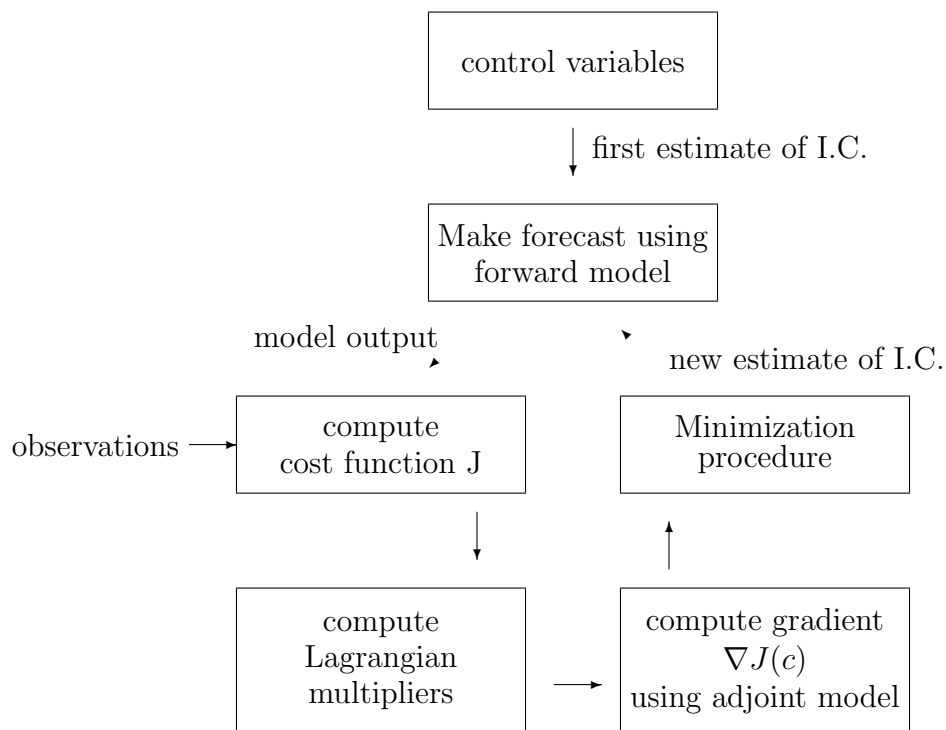 control variables
first estimate of I.C.
Make forecast using
forward model
model output
new estimate of I.C.
observations
compute
cost function J
Minimization
procedure
compute
Lagrangian
multipliers
compute gradient
∇J(c)
using adjoint model